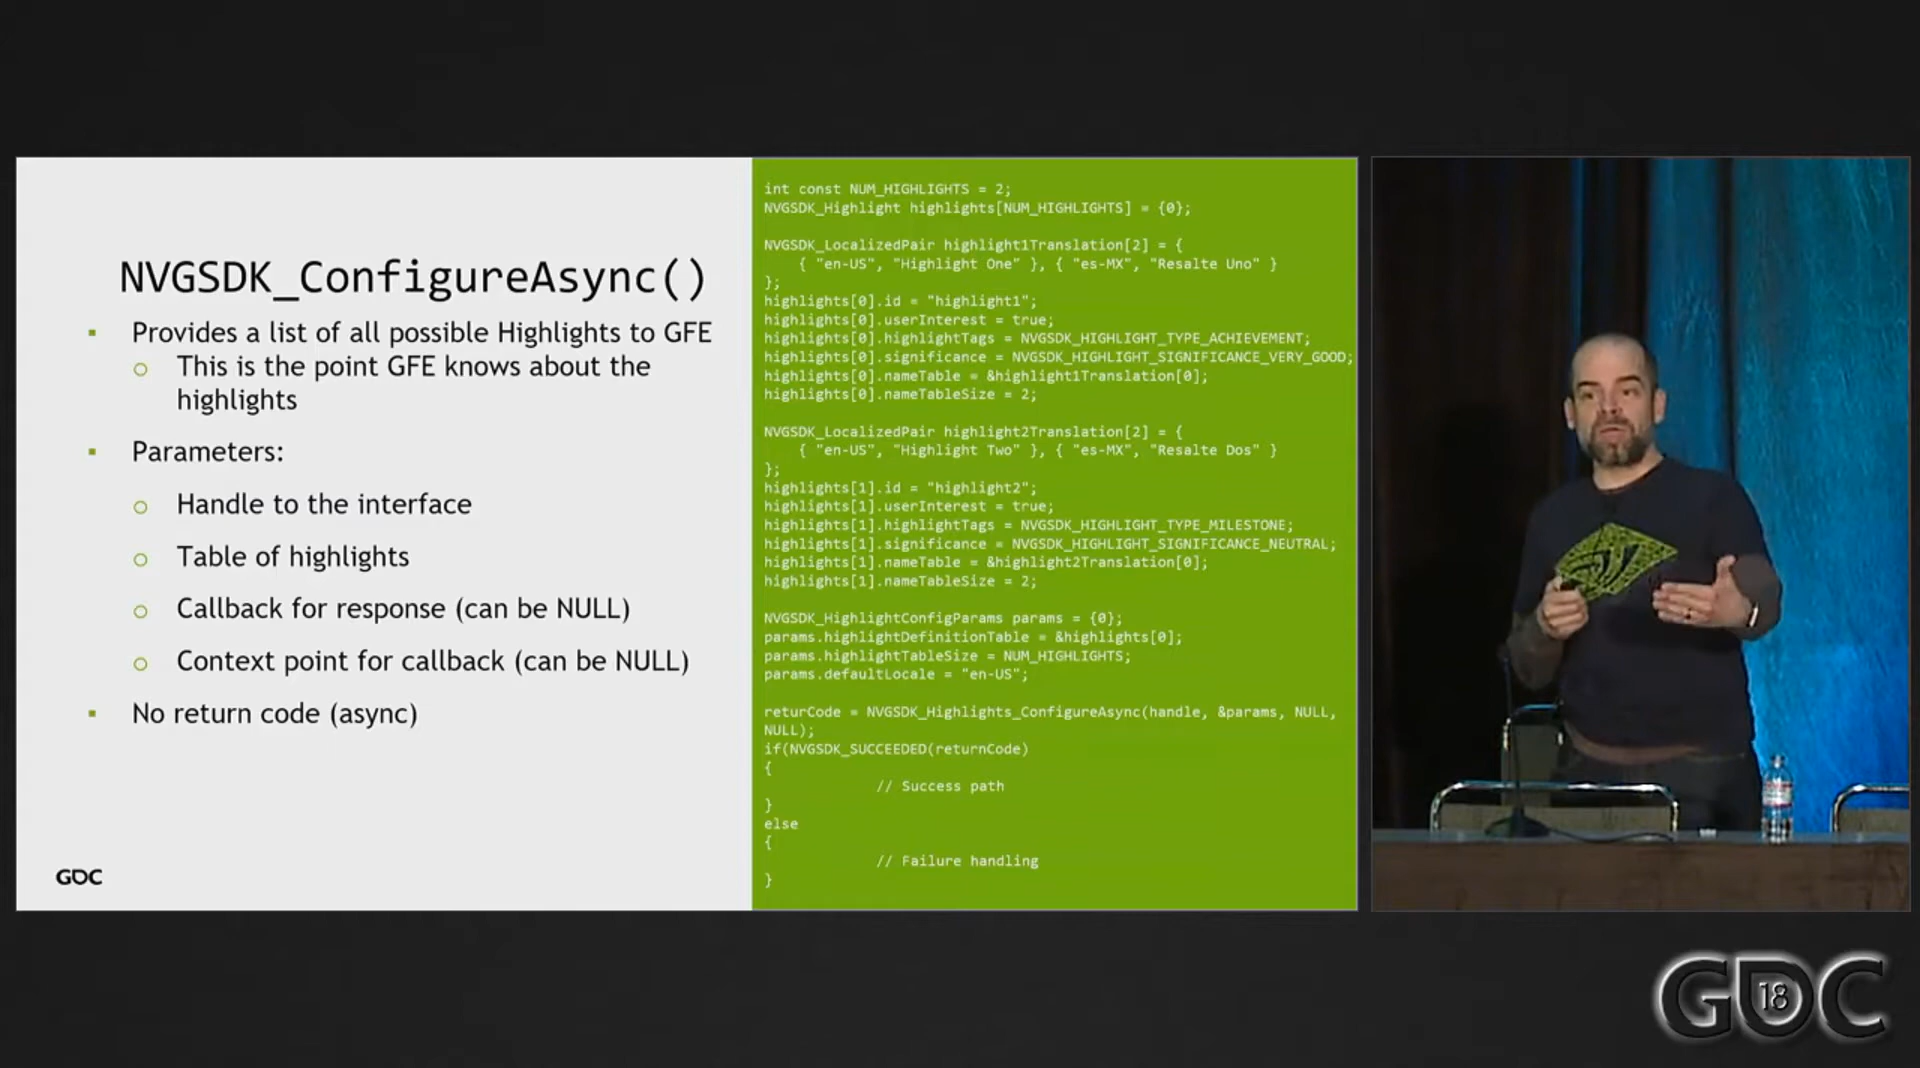 NVGSDK_ConfigureAsync()
▪ Provides a list of all possible Highlights to GFE
o This is the point GFE knows about the
highlights
▪ Parameters:
o Handle to the interface
o Table of highlights
o Callback for response (can be NULL)
o Context point for callback (can be NULL)
▪ No return code (async)
GDC
int const NUM_HIGHLIGHTS = 2;
NVGSDK_Highlight highlights[NUM_HIGHLIGHTS] = {0};
NVGSDK_LocalizedPair highlight1Translation[2] = {
{ "en-US", "Highlight One" }, { "es-MX", "Resalte Uno" }
};
highlights[0].id = "highlight1";
highlights[0].userInterest = true;
highlights[0].highlightTags = NVGSDK_HIGHLIGHT_TYPE_ACHIEVEMENT;
highlights[0].significance = NVGSDK_HIGHLIGHT_SIGNIFICANCE_VERY_GOOD;
highlights[0].nameTable = &highlight1Translation[0];
highlights[0].nameTableSize = 2;
NVGSDK_LocalizedPair highlight2Translation[2] = {
{ "en-US", "Highlight Two" }, { "es-MX", "Resalte Dos" }
};
highlights[1].id = "highlight2";
highlights[1].userInterest = true;
highlights[1].highlightTags = NVGSDK_HIGHLIGHT_TYPE_MILESTONE;
highlights[1].significance = NVGSDK_HIGHLIGHT_SIGNIFICANCE_NEUTRAL;
highlights[1].nameTable = &highlight2Translation[0];
highlights[1].nameTableSize = 2;
NVGSDK_HighlightConfigParams params = {0};
params.highlightDefinitionTable = &highlights[0];
params.highlightTableSize = NUM_HIGHLIGHTS;
params.defaultLocale = "en-US";
returCode = NVGSDK_Highlights_ConfigureAsync(handle, &params, NULL,
NULL);
if(NVGSDK_SUCCEEDED(returnCode)
{
// Success path
}
else
{
// Failure handling
}
GDC 18